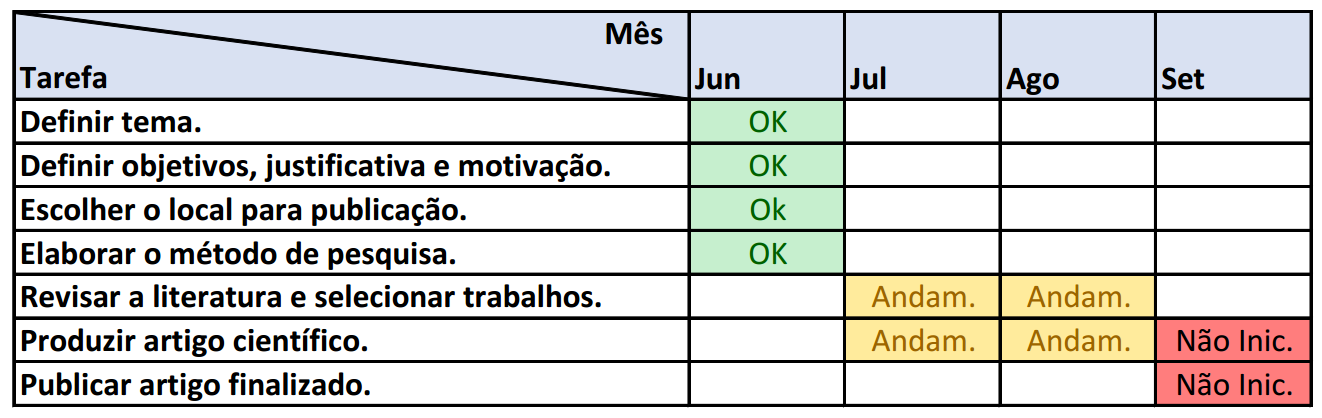 Mês
Tarefa Jun Jul Ago Set
Definir tema. OK
Definir objetivos, justificativa e motivação. OK
Escolher o local para publicação. Ok
Elaborar o método de pesquisa. OK
Revisar a literatura e selecionar trabalhos. Andam. Andam.
Produzir artigo científico. Andam. Andam. Não Inic.
Publicar artigo finalizado. Não Inic.